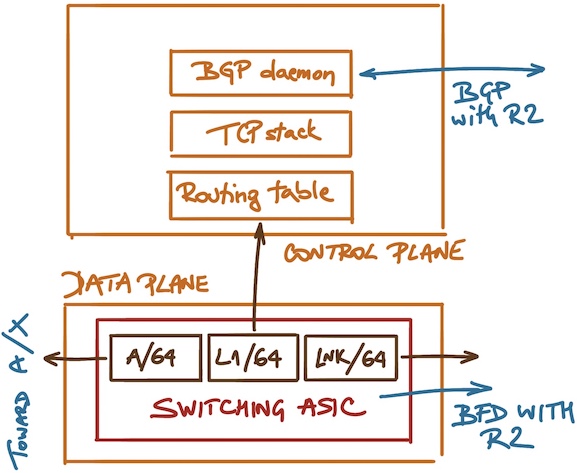 BGP daemon
BGP
with R2
TCP stack
Routing table
CONTROL PLANE
DATA PLANE
TOWARD A/X
A/64
L1/64
LNK/64
SWITCHING ASIC
BFD WITH
R2